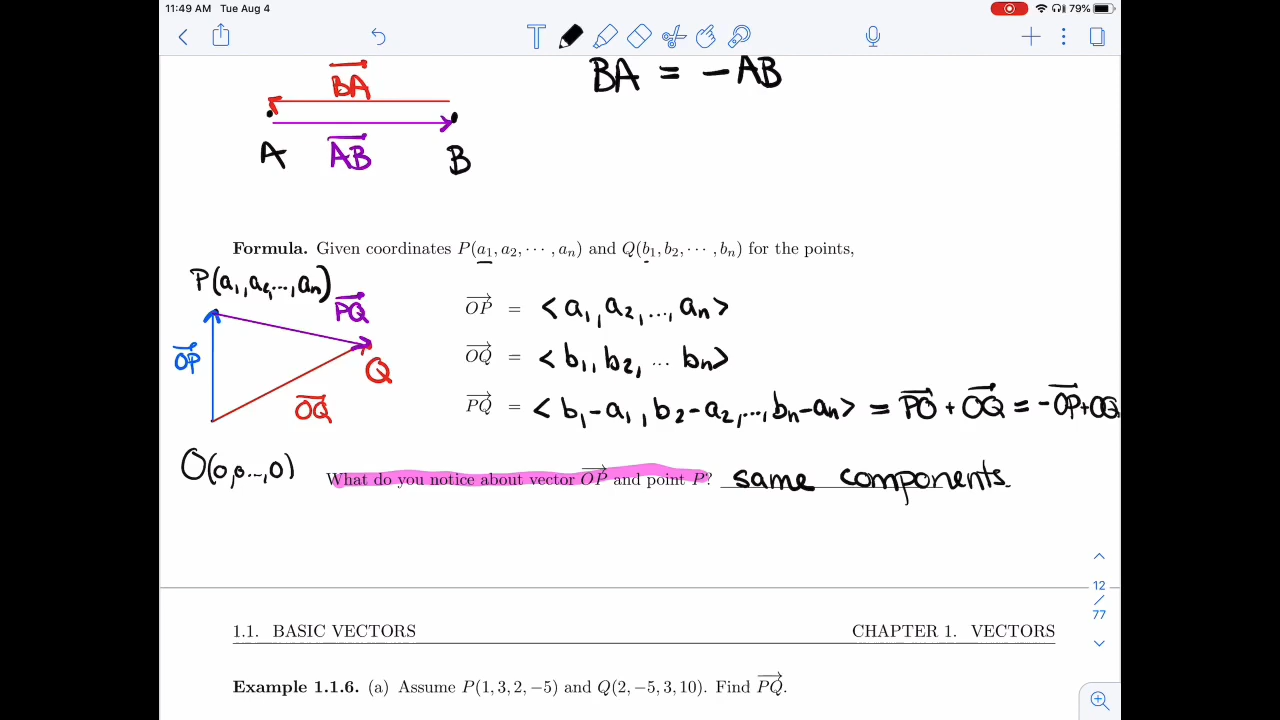 11:49 AM Tue Aug 4 79%
T
BA
BA = -AB
A AB B
Formula. Given coordinates P(a₁, a₂, ⋯ , aₙ) and Q(b₁, b₂, ⋯ , bₙ) for the points,
P(a₁, a₂, ..., aₙ)
PQ
OP = <a₁, a₂, ..., aₙ>
OP
OQ = <b₁, b₂, ... bₙ>
Q
OQ
PQ = <b₁-a₁, b₂-a₂, ..., bₙ-aₙ> = PO + OQ = -OP+OQ
O(0,0...,0)
What do you notice about vector OP and point P? same components.
12
/
77
1.1. BASIC VECTORS CHAPTER 1. VECTORS
Example 1.1.6. (a) Assume P(1, 3, 2, −5) and Q(2, −5, 3, 10). Find PQ.